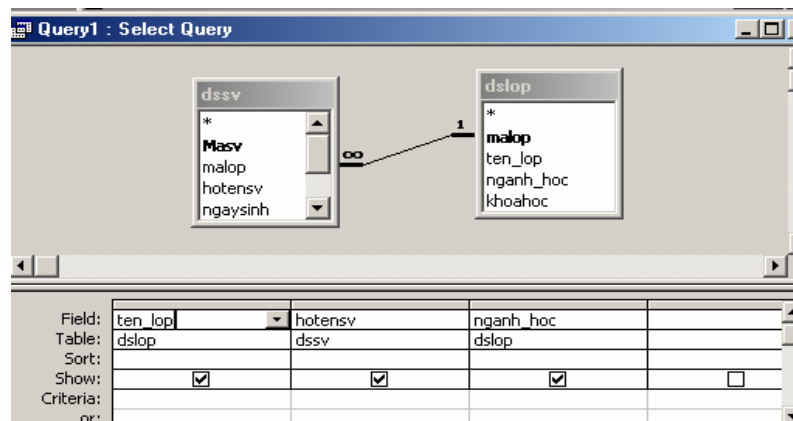 Query1 : Select Query
dssv
*
Masv
malop
hotensv
ngaysinh
∞
1
dslop
*
malop
ten_lop
nganh_hoc
khoahoc
Field: ten_lop hotensv nganh_hoc
Table: dslop dssv dslop
Sort:
Show:
Criteria:
or: